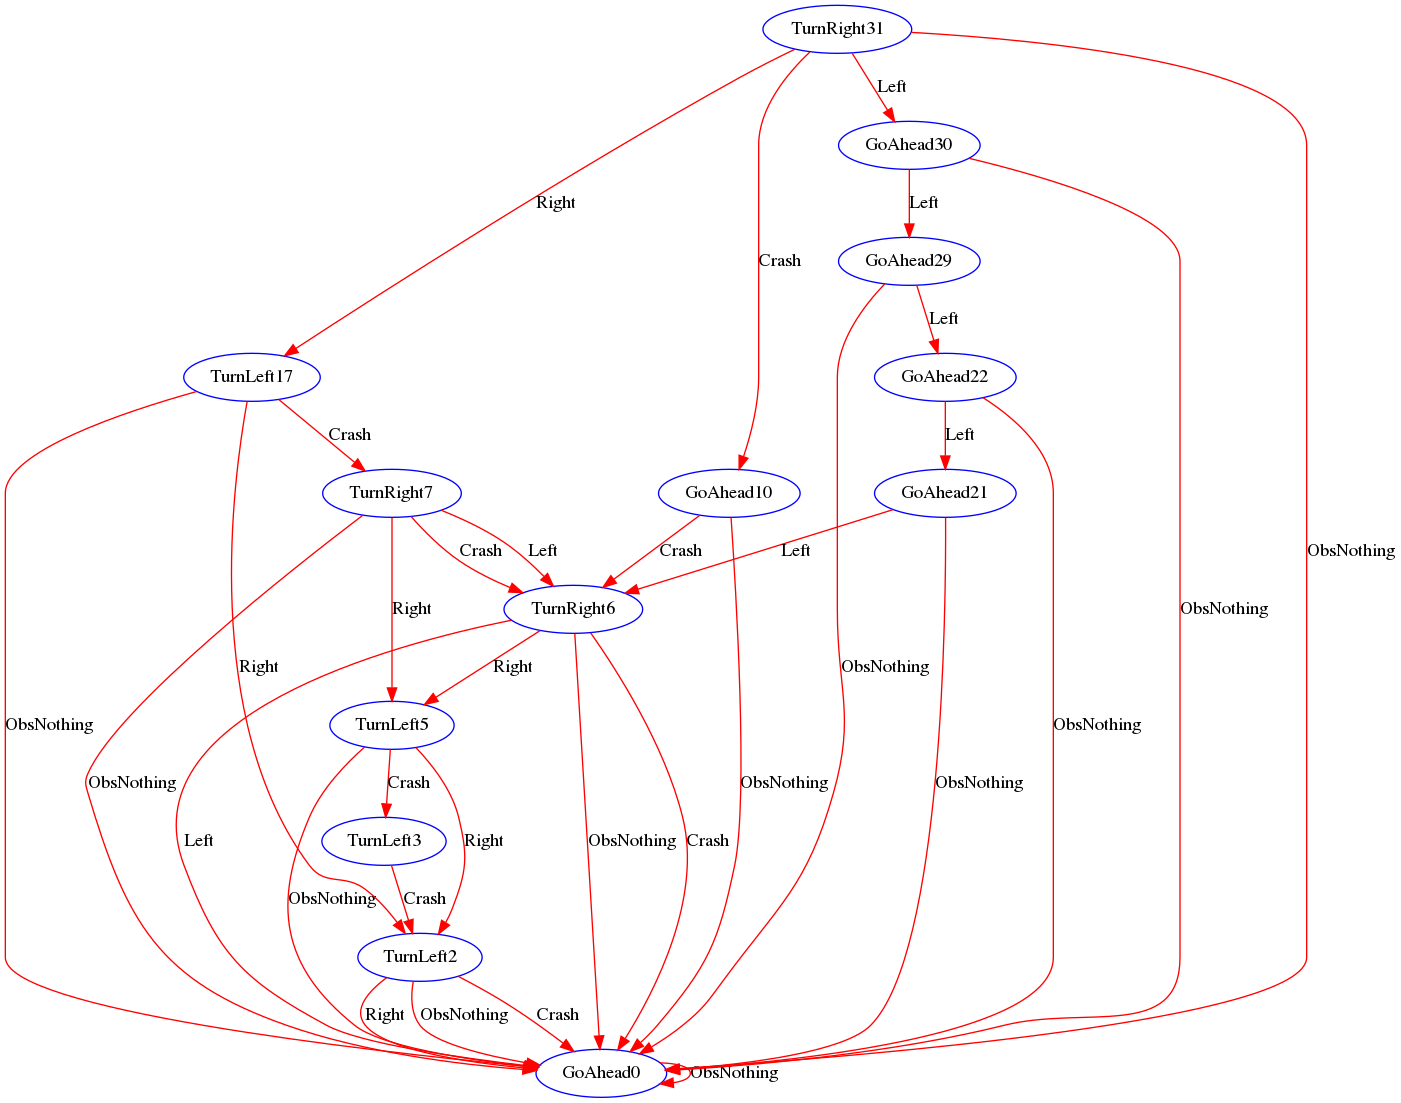 TurnRight31
Left
GoAhead30
Right
Left
Crash
GoAhead29
Left
TurnLeft17
GoAhead22
Crash
Left
TurnRight7
GoAhead10
GoAhead21
Crash
Left
Crash
Left
ObsNothing
Right
TurnRight6
ObsNothing
Right
Right
ObsNothing
ObsNothing
TurnLeft5
ObsNothing
ObsNothing
Crash
ObsNothing
ObsNothing
Left
TurnLeft3
Right
ObsNothing
Crash
ObsNothing
Crash
TurnLeft2
Right
ObsNothing
Crash
GoAhead0
ObsNothing